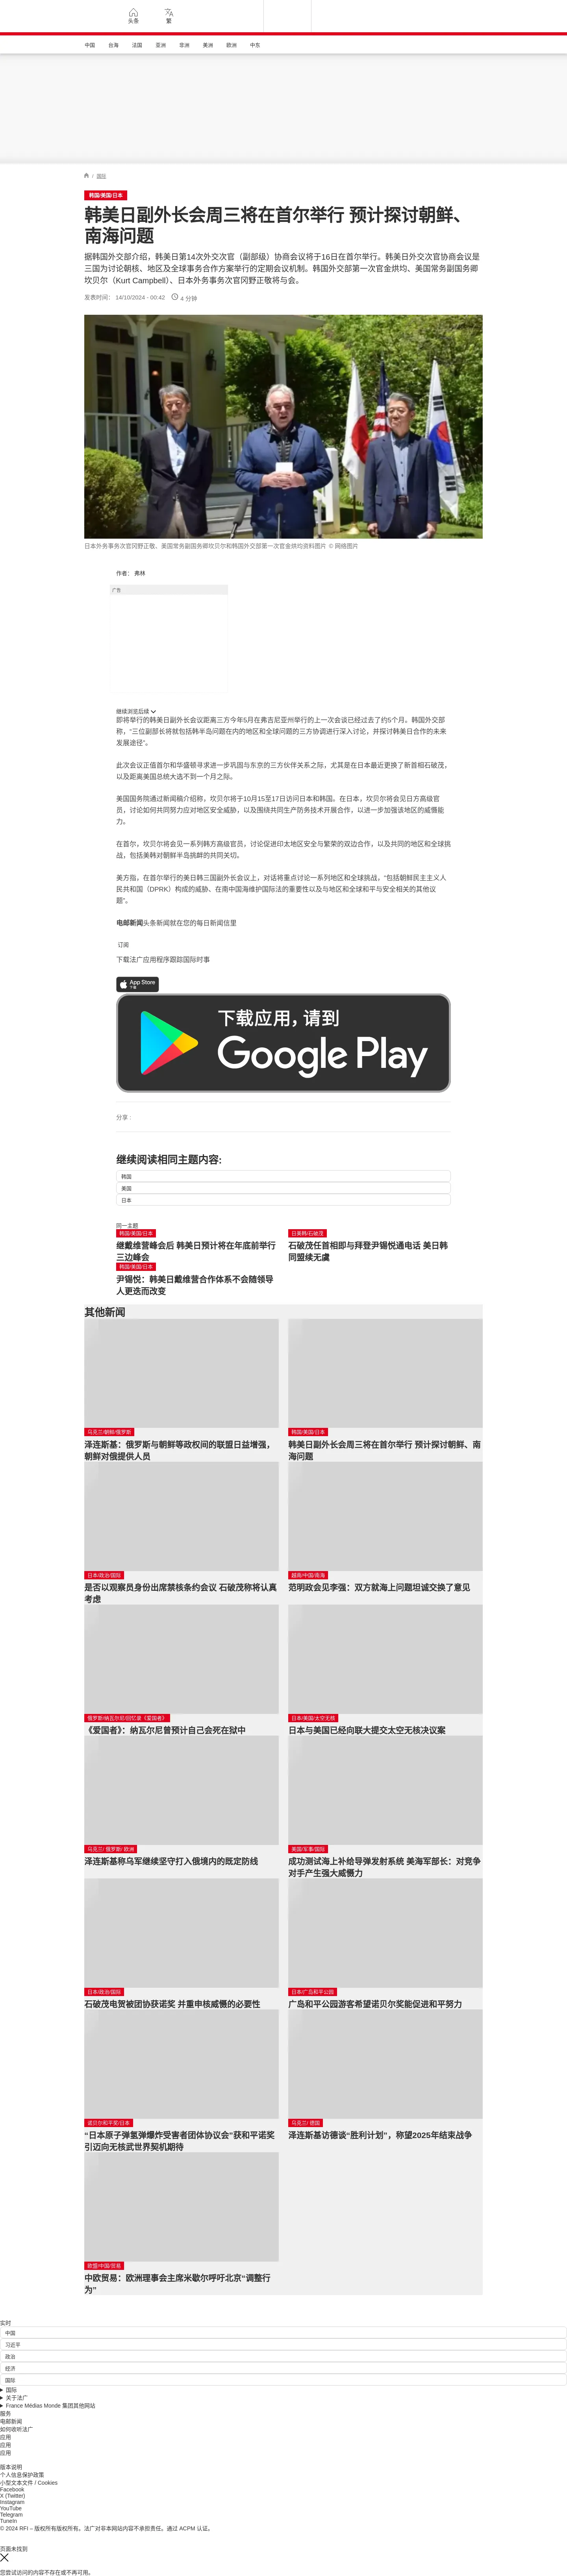 头条
繁
中国 台海 法国 亚洲 非洲 美洲 欧洲 中东
/ 国际
韩国/美国/日本
韩美日副外长会周三将在首尔举行 预计探讨朝鲜、
南海问题
据韩国外交部介绍，韩美日第14次外交次官（副部级）协商会议将于16日在首尔举行。韩美日外交次官协商会议是
三国为讨论朝核、地区及全球事务合作方案举行的定期会议机制。韩国外交部第一次官金烘均、美国常务副国务卿
坎贝尔（Kurt Campbell）、日本外务事务次官冈野正敬将与会。
发表时间： 14/10/2024 - 00:42 4 分钟
日本外务事务次官冈野正敬、美国常务副国务卿坎贝尔和韩国外交部第一次官金烘均资料图片 © 网络图片
作者： 弗林
广告
继续浏览后续
即将举行的韩美日副外长会议距离三方今年5月在弗吉尼亚州举行的上一次会谈已经过去了约5个月。韩国外交部
称，“三位副部长将就包括韩半岛问题在内的地区和全球问题的三方协调进行深入讨论，并探讨韩美日合作的未来
发展途径”。
此次会议正值首尔和华盛顿寻求进一步巩固与东京的三方伙伴关系之际，尤其是在日本最近更换了新首相石破茂，
以及距离美国总统大选不到一个月之际。
美国国务院通过新闻稿介绍称，坎贝尔将于10月15至17日访问日本和韩国。在日本，坎贝尔将会见日方高级官
员，讨论如何共同努力应对地区安全威胁，以及围绕共同生产防务技术开展合作，以进一步加强该地区的威慑能
力。
在首尔，坎贝尔将会见一系列韩方高级官员，讨论促进印太地区安全与繁荣的双边合作，以及共同的地区和全球挑
战，包括美韩对朝鲜半岛挑衅的共同关切。
美方指，在首尔举行的美日韩三国副外长会议上，对话将重点讨论一系列地区和全球挑战，“包括朝鲜民主主义人
民共和国（DPRK）构成的威胁、在南中国海维护国际法的重要性以及与地区和全球和平与安全相关的其他议
题”。
电邮新闻头条新闻就在您的每日新闻信里
订阅
下载法广应用程序跟踪国际时事
App Store
下载
下载应用，请到
Google Play
分享 :
继续阅读相同主题内容:
韩国
美国
日本
同一主题
韩国/美国/日本
继戴维营峰会后 韩美日预计将在年底前举行
三边峰会
日美韩/石破茂
石破茂任首相即与拜登尹锡悦通电话 美日韩
同盟续无虞
韩国/美国/日本
尹锡悦：韩美日戴维营合作体系不会随领导
人更迭而改变
其他新闻
乌克兰/朝鲜/俄罗斯
泽连斯基：俄罗斯与朝鲜等政权间的联盟日益增强，
朝鲜对俄提供人员
韩国/美国/日本
韩美日副外长会周三将在首尔举行 预计探讨朝鲜、南
海问题
日本/政治/国际
是否以观察员身份出席禁核条约会议 石破茂称将认真
考虑
越南/中国/南海
范明政会见李强：双方就海上问题坦诚交换了意见
俄罗斯/纳瓦尔尼/回忆录《爱国者》
《爱国者》：纳瓦尔尼曾预计自己会死在狱中
日本/美国/太空无核
日本与美国已经向联大提交太空无核决议案
乌克兰/ 俄罗斯/ 欧洲
泽连斯基称乌军继续坚守打入俄境内的既定防线
美国/军事/国际
成功测试海上补给导弹发射系统 美海军部长：对竞争
对手产生强大威慑力
日本/政治/国际
石破茂电贺被团协获诺奖 并重申核威慑的必要性
日本/广岛和平公园
广岛和平公园游客希望诺贝尔奖能促进和平努力
诺贝尔和平奖/日本
“日本原子弹氢弹爆炸受害者团体协议会”获和平诺奖
引迈向无核武世界契机期待
乌克兰/ 德国
泽连斯基访德谈“胜利计划”，称望2025年结束战争
欧盟/中国/贸易
中欧贸易：欧洲理事会主席米歇尔呼吁北京“调整行
为”
实时
中国
习近平
政治
经济
国际
国际
关于法广
France Médias Monde 集团其他网站
服务
电邮新闻
如何收听法广
应用
应用
应用
版本说明
个人信息保护政策
小型文本文件 / Cookies
Facebook
X (Twitter)
Instagram
YouTube
Telegram
TuneIn
© 2024 RFI – 版权所有版权所有。法广对非本网站内容不承担责任。通过 ACPM 认证。
页面未找到
您尝试访问的内容不存在或不再可用。